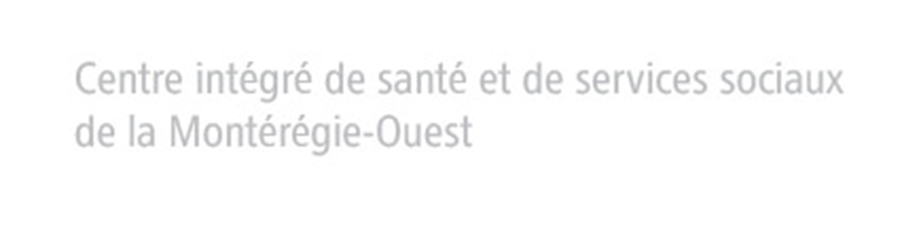 Centre intégré de santé et de services sociaux
de la Montérégie-Ouest